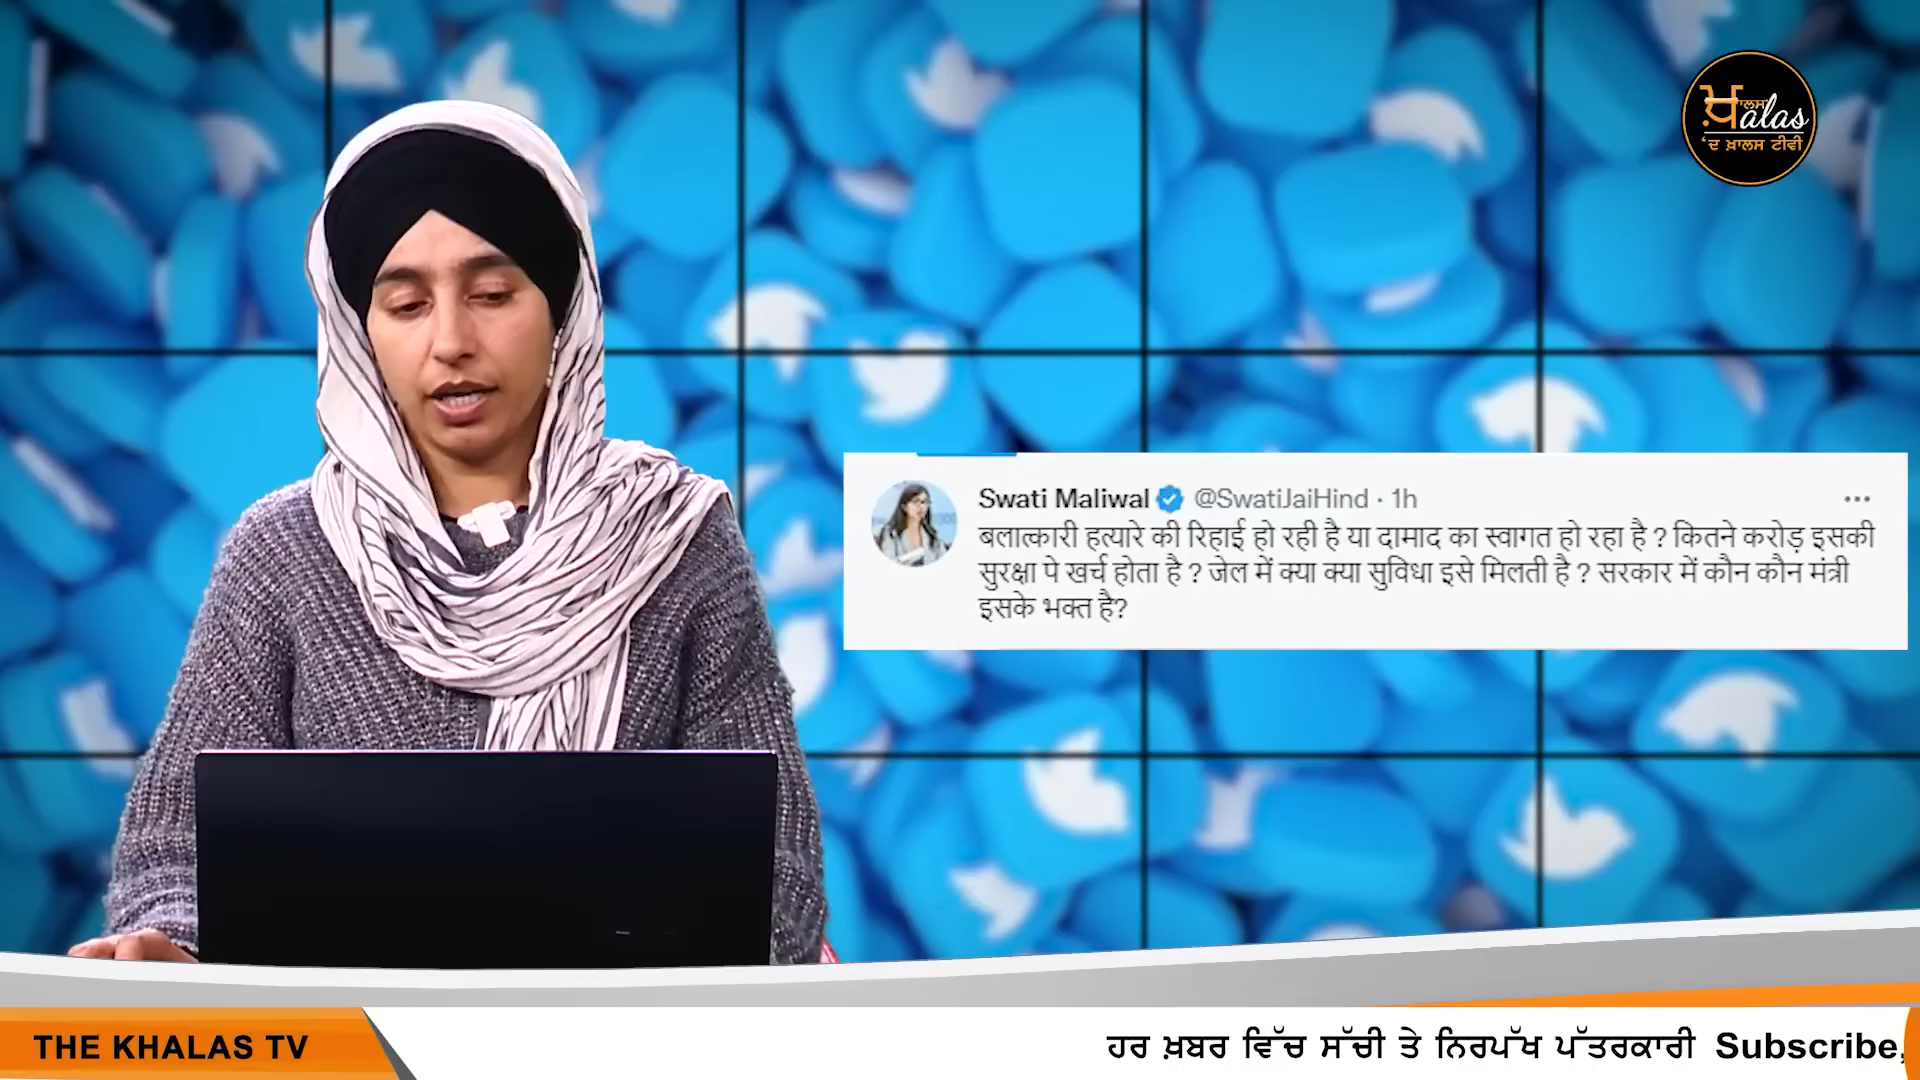 ਖ਼ਾਲਸ
alas
'ਦ ਖ਼ਾਲਸ ਟੀਵੀ
Swati Maliwal @SwatiJaiHind · 1h
बलात्कारी हत्यारे की रिहाई हो रही है या दामाद का स्वागत हो रहा है ? कितने करोड़ इसकी
सुरक्षा पे खर्च होता है ? जेल में क्या क्या सुविधा इसे मिलती है ? सरकार में कौन कौन मंत्री
इसके भक्त है?
THE KHALAS TV
ਹਰ ਖ਼ਬਰ ਵਿੱਚ ਸੱਚੀ ਤੇ ਨਿਰਪੱਖ ਪੱਤਰਕਾਰੀ Subscribe,